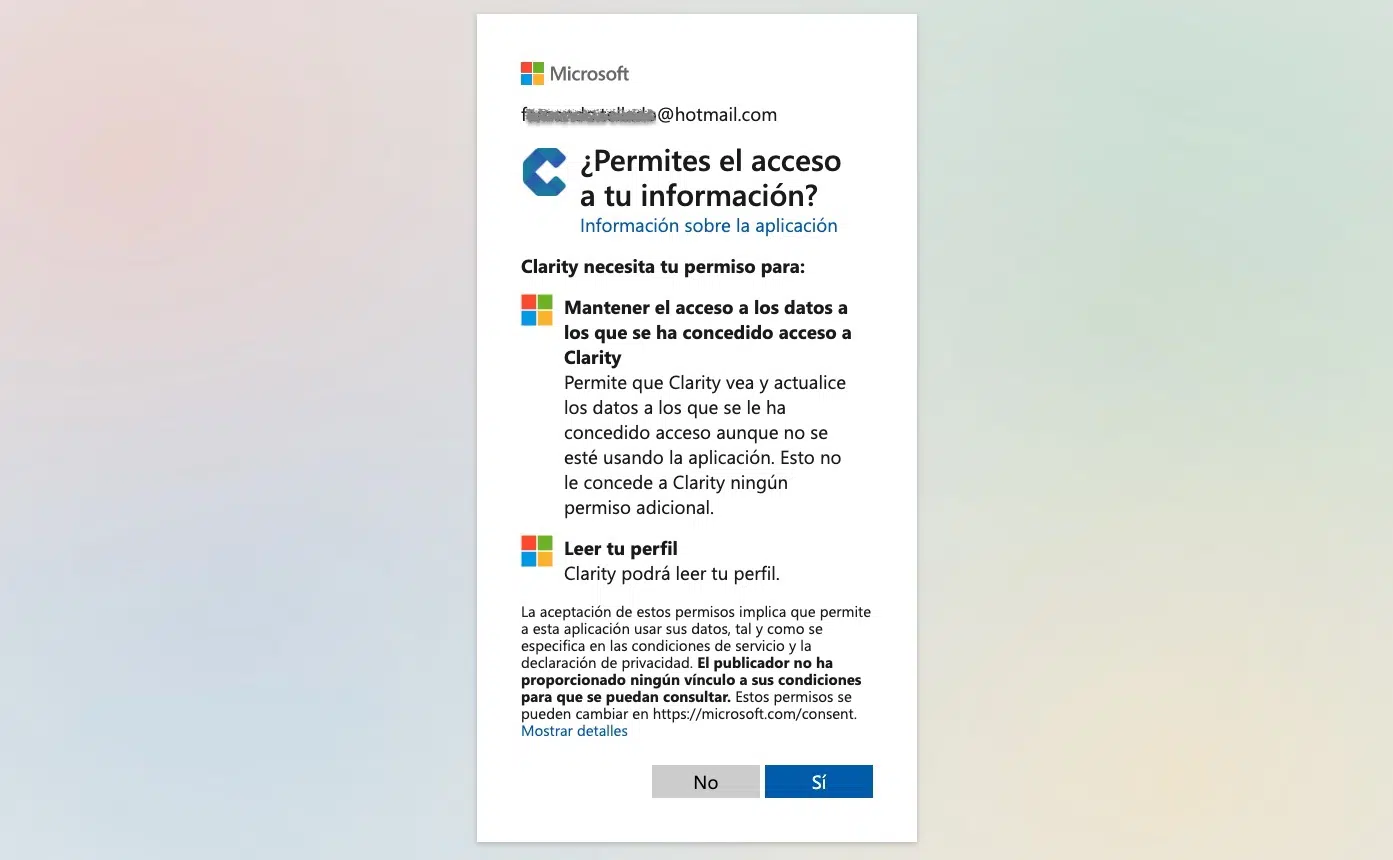 Microsoft
@hotmail.com
¿Permites el acceso
a tu información?
Información sobre la aplicación
Clarity necesita tu permiso para:
Mantener el acceso a los datos a
los que se ha concedido acceso a
Clarity
Permite que Clarity vea y actualice
los datos a los que se le ha
concedido acceso aunque no se
esté usando la aplicación. Esto no
le concede a Clarity ningún
permiso adicional.
Leer tu perfil
Clarity podrá leer tu perfil.
La aceptación de estos permisos implica que permite
a esta aplicación usar sus datos, tal y como se
especifica en las condiciones de servicio y la
declaración de privacidad. El publicador no ha
proporcionado ningún vínculo a sus condiciones
para que se puedan consultar. Estos permisos se
pueden cambiar en https://microsoft.com/consent.
Mostrar detalles
No
Sí